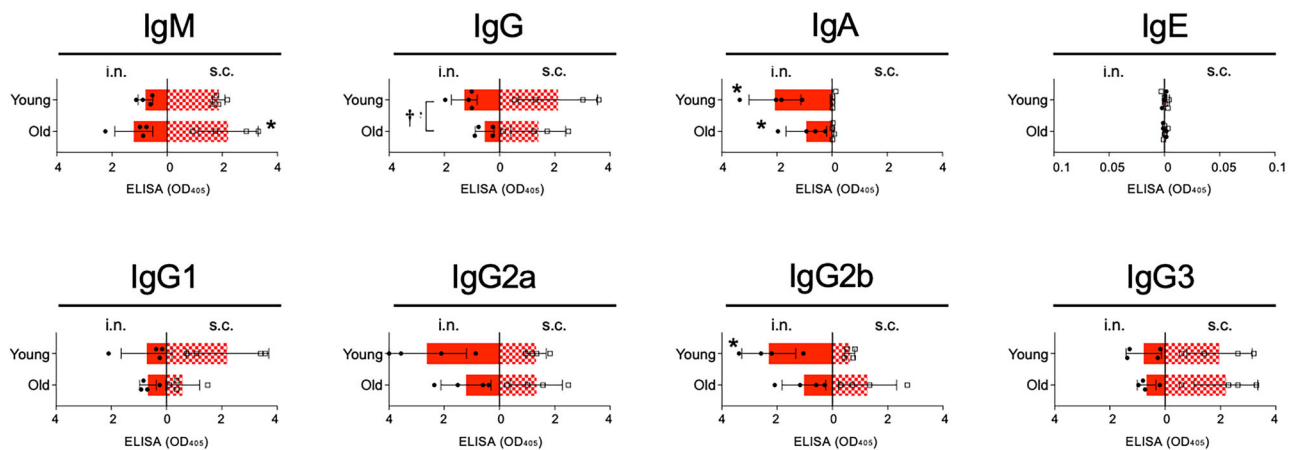 IgM
IgG
IgA
IgE
i.n. s.c.
i.n. s.c.
i.n. s.c.
i.n. s.c.
Young
Old
*
4 2 0 2 4
ELISA (OD405)
Young
Old
†
4 2 0 2 4
ELISA (OD405)
Young
Old
*
*
4 2 0 2 4
ELISA (OD405)
Young
Old
0.1 0.05 0 0.05 0.1
ELISA (OD405)
IgG1
IgG2a
IgG2b
IgG3
i.n. s.c.
i.n. s.c.
i.n. s.c.
i.n. s.c.
Young
Old
4 2 0 2 4
ELISA (OD405)
Young
Old
4 2 0 2 4
ELISA (OD405)
Young
Old
*
4 2 0 2 4
ELISA (OD405)
Young
Old
4 2 0 2 4
ELISA (OD405)